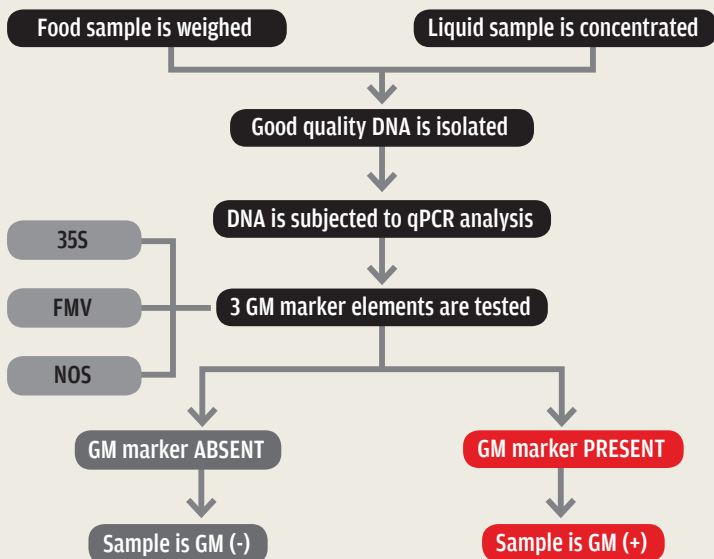 Food sample is weighed
Liquid sample is concentrated
Good quality DNA is isolated
DNA is subjected to qPCR analysis
35S
FMV
NOS
3 GM marker elements are tested
GM marker ABSENT
GM marker PRESENT
Sample is GM (-)
Sample is GM (+)